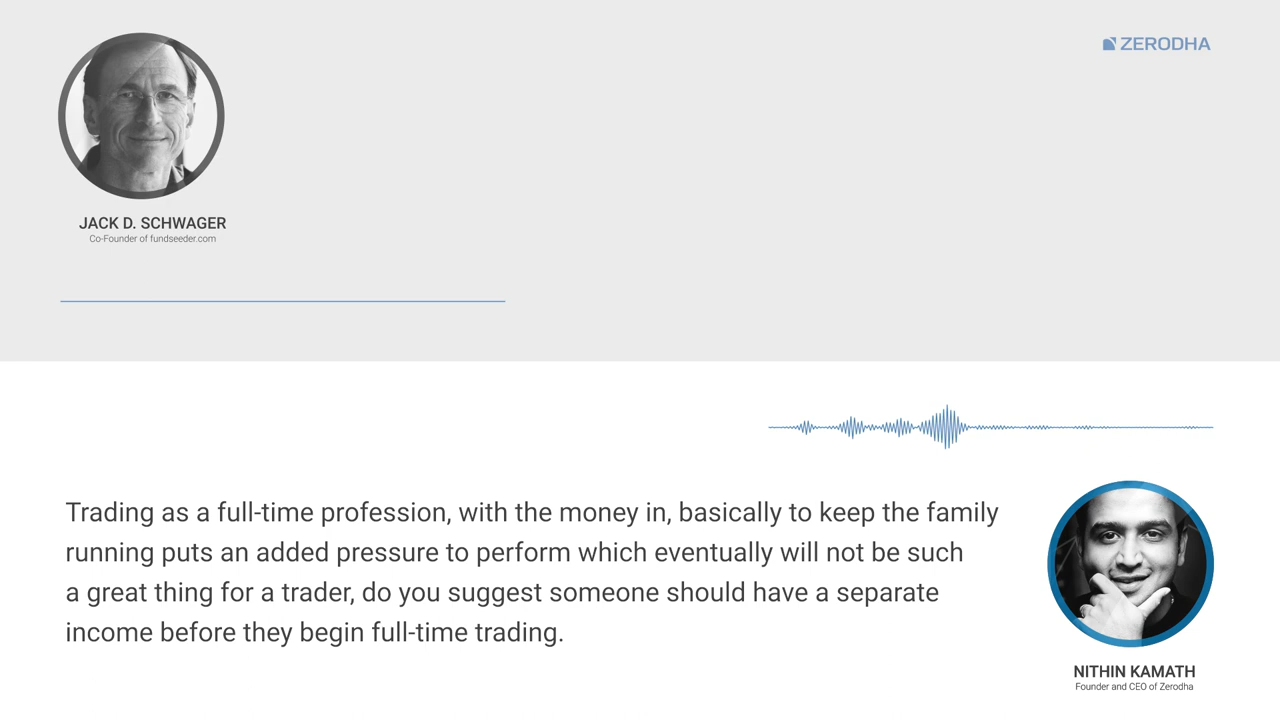 ZERODHA
JACK D. SCHWAGER
Co-Founder of fundseeder.com
Trading as a full-time profession, with the money in, basically to keep the family
running puts an added pressure to perform which eventually will not be such
a great thing for a trader, do you suggest someone should have a separate
income before they begin full-time trading.
NITHIN KAMATH
Founder and CEO of Zerodha